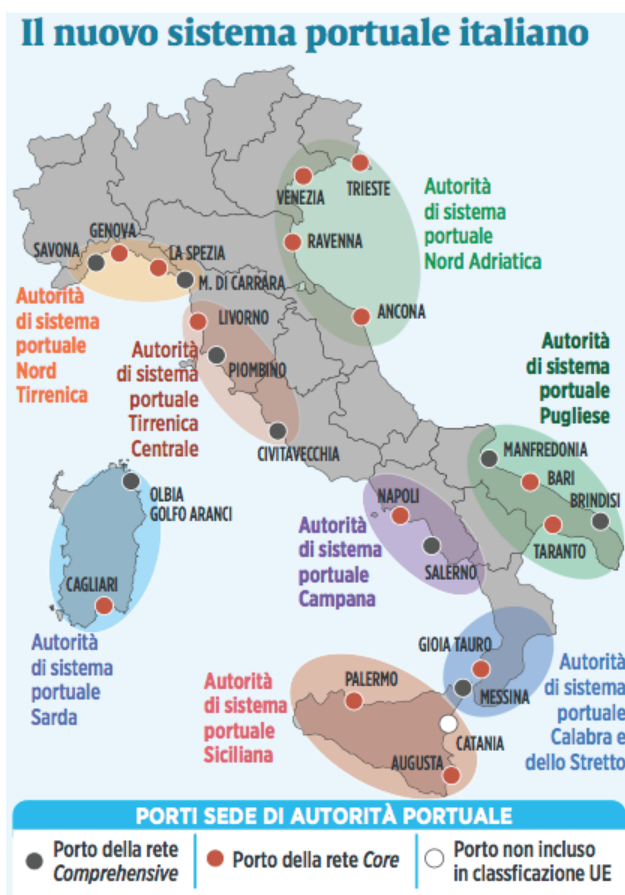 Il nuovo sistema portuale italiano
TRIESTE
VENEZIA
Autorità
di sistema
portuale
Nord Adriatica
RAVENNA
GENOVA
SAVONA
LA SPEZIA
M. DI CARRARA
ANCONA
LIVORNO
Autorità
di sistema
portuale
Nord
Tirrenica
Autorità
di sistema
portuale
Tirrenica
Centrale
PIOMBINO
CIVITAVECCHIA
Autorità
di sistema
portuale
Pugliese
MANFREDONIA
BARI
BRINDISI
TARANTO
OLBIA
GOLFO ARANCI
CAGLIARI
Autorità
di sistema
portuale
Sarda
NAPOLI
SALERNO
Autorità
di sistema
portuale
Campana
GIOIA TAURO
MESSINA
Autorità
di sistema
portuale
Calabra e
dello Stretto
Autorità
di sistema
portuale
Siciliana
PALERMO
CATANIA
AUGUSTA
PORTI SEDE DI AUTORITÀ PORTUALE
Porto della rete
Comprehensive
Porto della rete Core
Porto non incluso
in classficazione UE